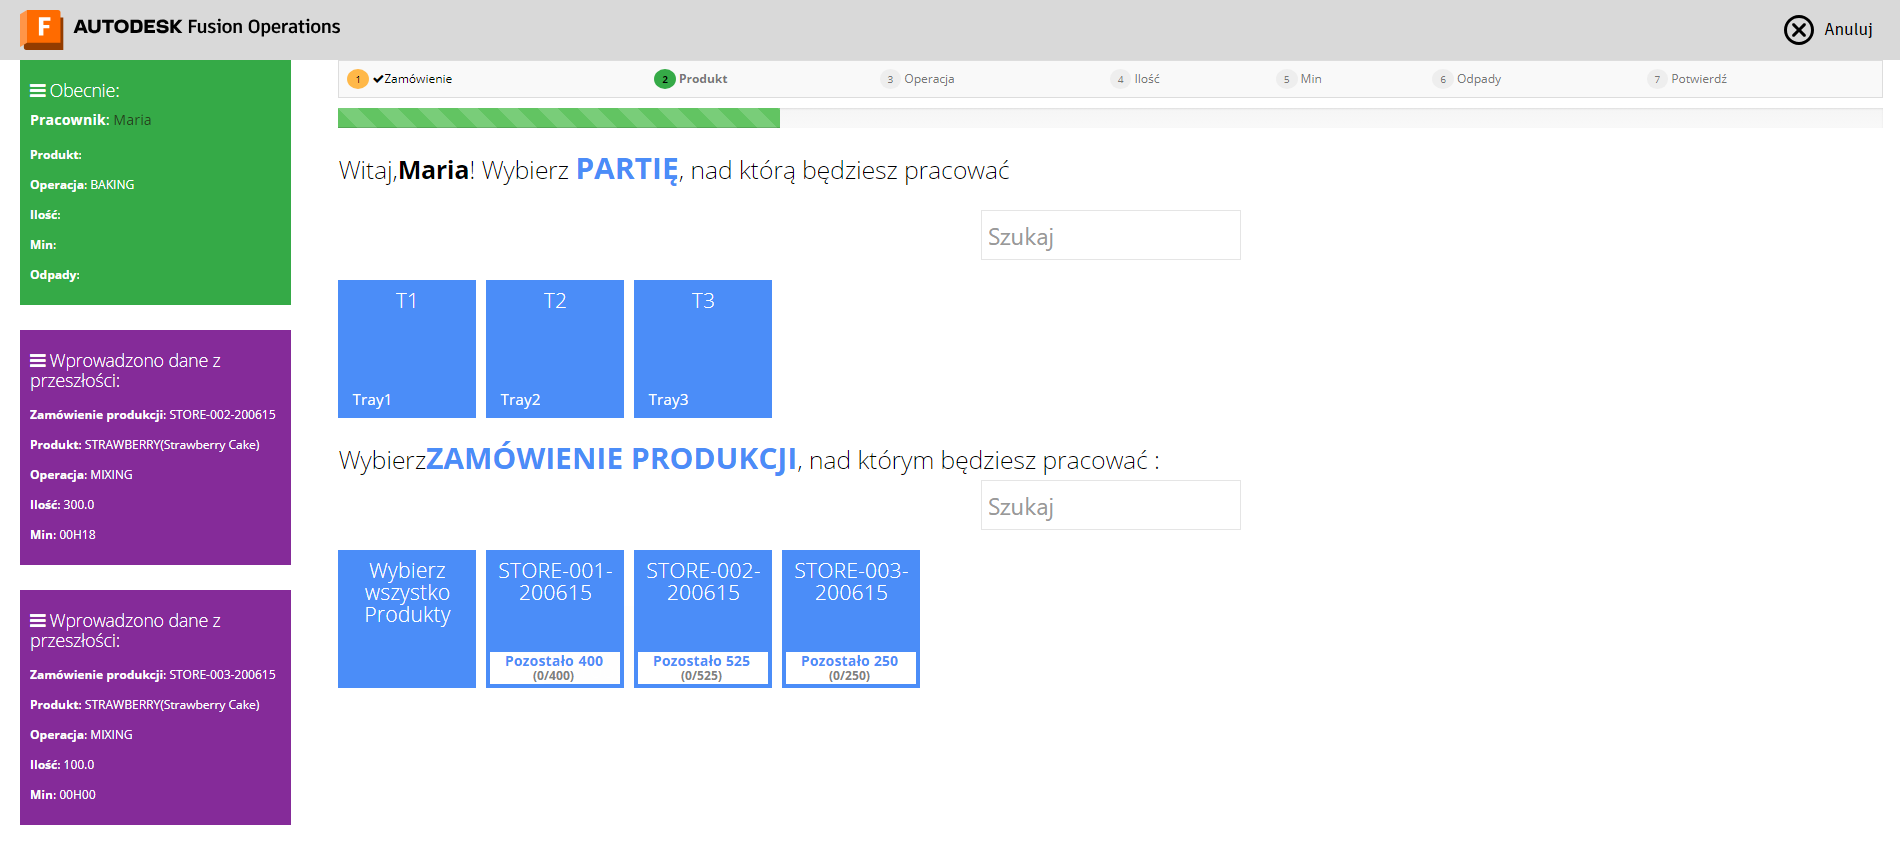 F AUTODESK Fusion Operations
Anuluj
Obecnie:
Pracownik: Maria
Produkt:
Operacja: BAKING
Ilość:
Min:
Odpady:
Wprowadzono dane z
przeszłości:
Zamówienie produkcji: STORE-002-200615
Produkt: STRAWBERRY(Strawberry Cake)
Operacja: MIXING
Ilość: 300.0
Min: 00H18
Wprowadzono dane z
przeszłości:
Zamówienie produkcji: STORE-003-200615
Produkt: STRAWBERRY(Strawberry Cake)
Operacja: MIXING
Ilość: 100.0
Min: 00H00
1 ✔Zamówienie 2 Produkt 3 Operacja 4 Ilość 5 Min 6 Odpady 7 Potwierdź
Witaj,Maria! Wybierz PARTIĘ, nad którą będziesz pracować
Szukaj
T1
Tray1
T2
Tray2
T3
Tray3
WybierzZAMÓWIENIE PRODUKCJI, nad którym będziesz pracować :
Szukaj
Wybierz
wszystko
Produkty
STORE-001-
200615
Pozostało 400
(0/400)
STORE-002-
200615
Pozostało 525
(0/525)
STORE-003-
200615
Pozostało 250
(0/250)